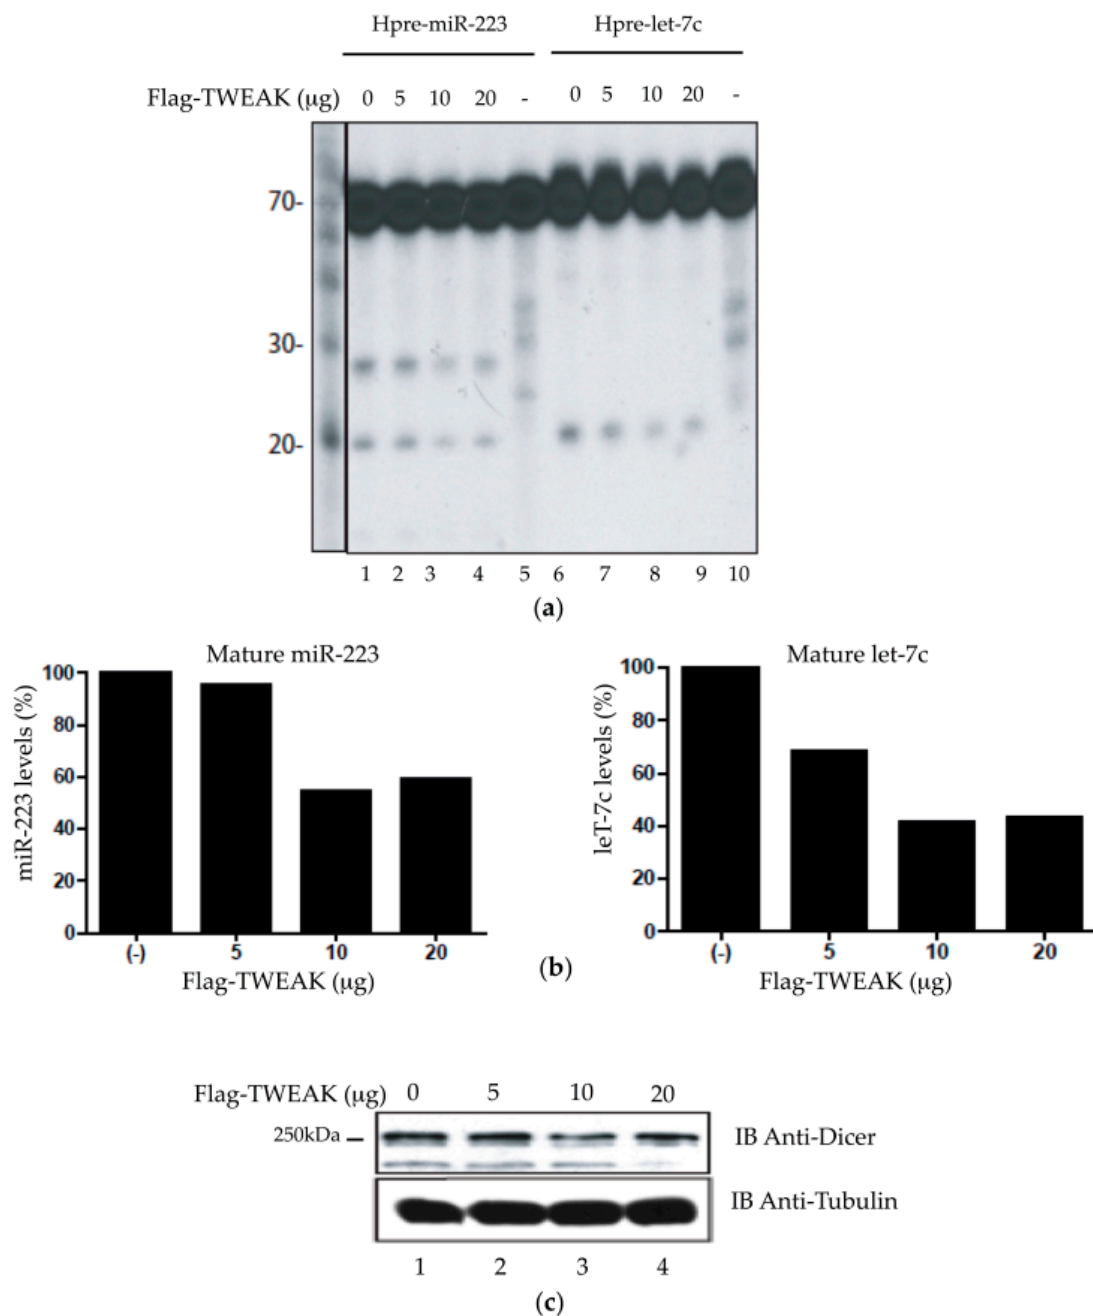 Hpre-miR-223 Hpre-let-7c
Flag-TWEAK (µg) 0 5 10 20 - 0 5 10 20 -
70-
30-
20-
1 2 3 4 5 6 7 8 9 10
(a)
Mature miR-223
miR-223 levels (%)
100
80
60
40
20
0
(-) 5 10 20
Flag-TWEAK (µg)
Mature let-7c
leT-7c levels (%)
100
80
60
40
20
0
(-) 5 10 20
Flag-TWEAK (µg)
(b)
Flag-TWEAK (µg) 0 5 10 20
250kDa
IB Anti-Dicer
IB Anti-Tubulin
1 2 3 4
(c)